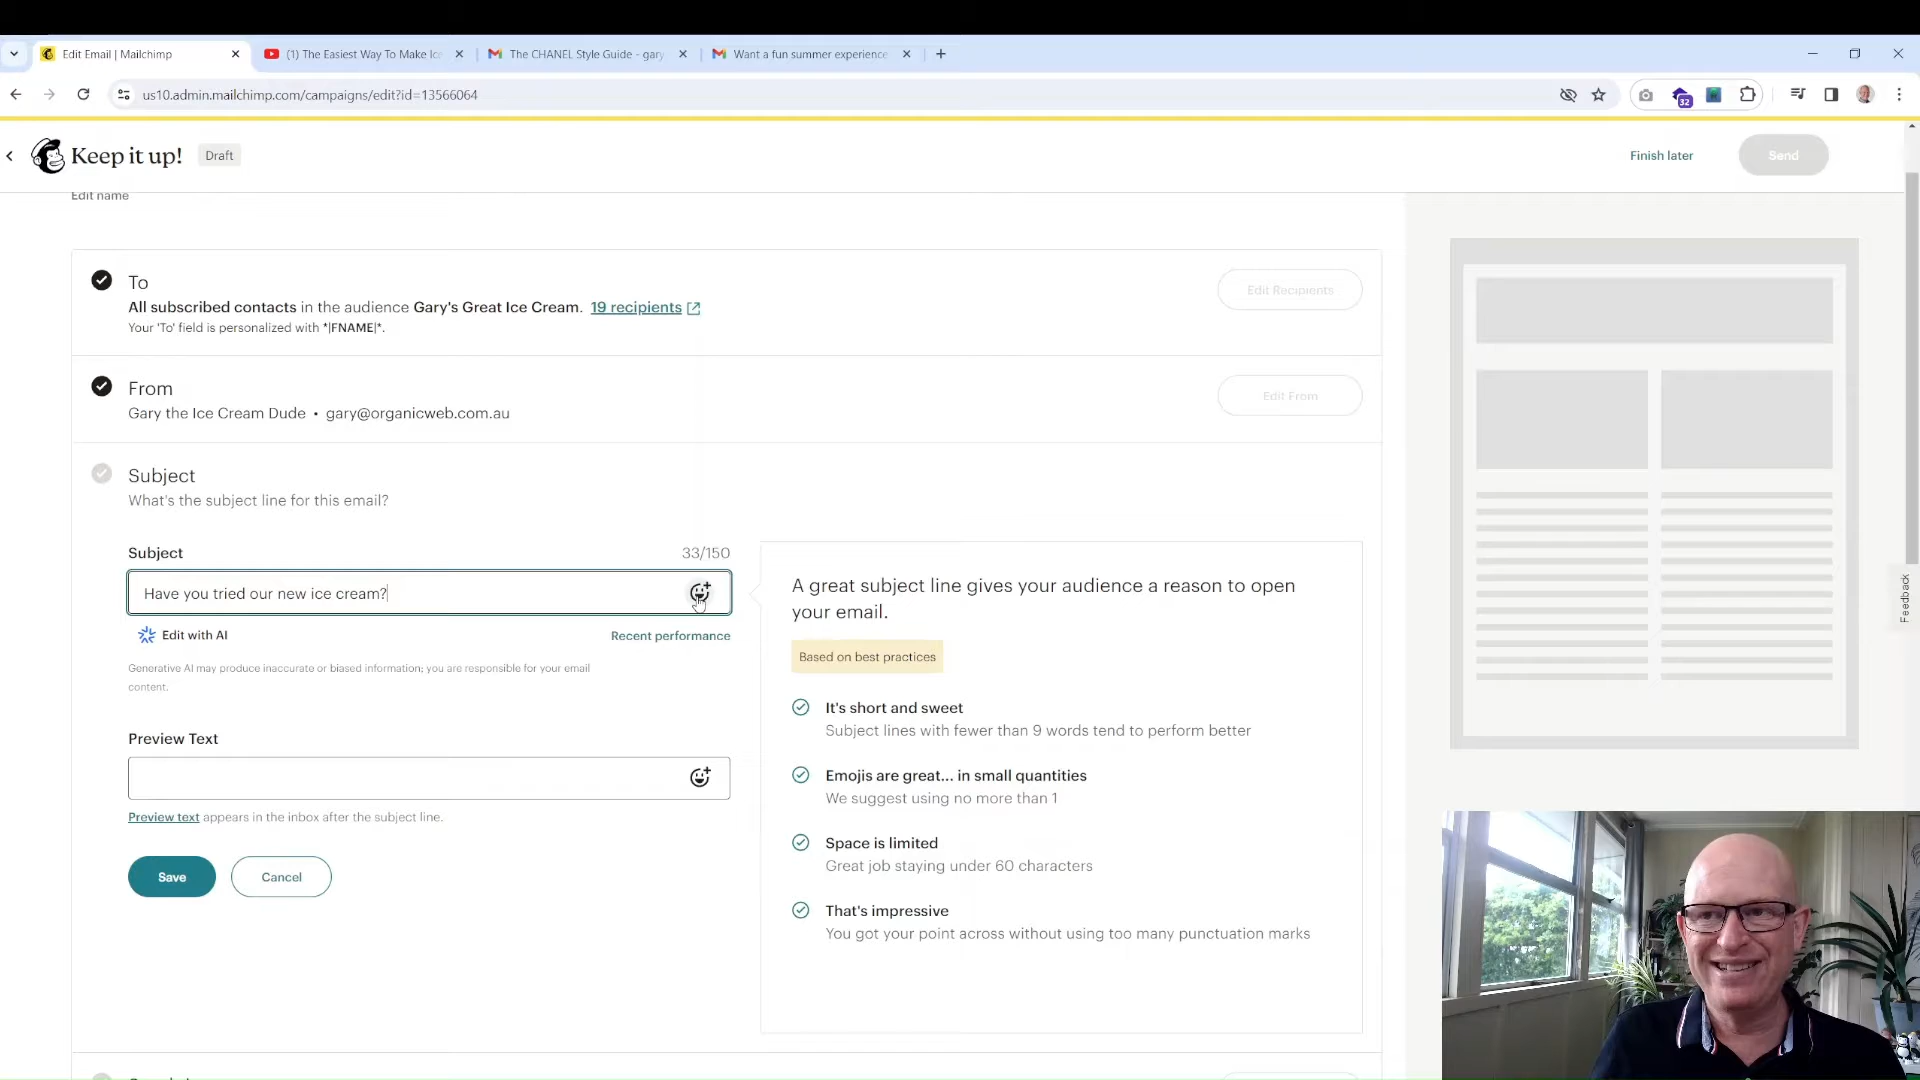 Edit Email | Mailchimp
(1) The Easiest Way To Make Ice
The CHANEL Style Guide - gary
Want a fun summer experience
us10.admin.mailchimp.com/campaigns/edit?id=13566064
32
Keep it up!
Draft
Finish later
Send
Edit name
To
All subscribed contacts in the audience Gary's Great Ice Cream. 19 recipients
Your 'To' field is personalized with *|FNAME|*.
Edit Recipients
From
Gary the Ice Cream Dude • gary@organicweb.com.au
Edit From
Subject
What's the subject line for this email?
Subject
33/150
Have you tried our new ice cream?
Edit with AI
Recent performance
Generative AI may produce inaccurate or biased information; you are responsible for your email
content.
Preview Text
Preview text appears in the inbox after the subject line.
Save
Cancel
A great subject line gives your audience a reason to open
your email.
Based on best practices
It's short and sweet
Subject lines with fewer than 9 words tend to perform better
Emojis are great... in small quantities
We suggest using no more than 1
Space is limited
Great job staying under 60 characters
That's impressive
You got your point across without using too many punctuation marks
Feedback